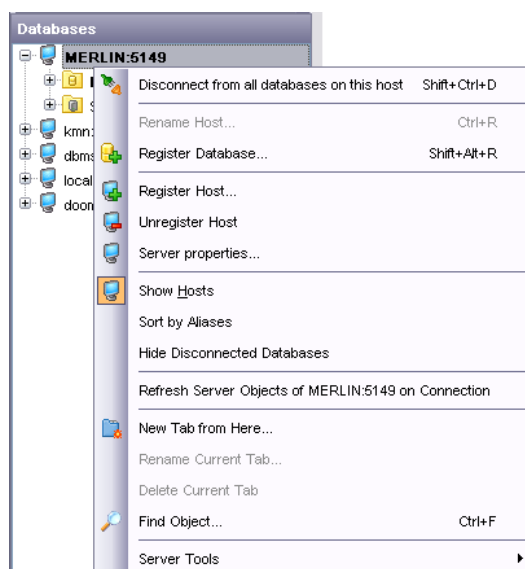 Databases
MERLIN:5149
Disconnect from all databases on this host Shift+Ctrl+D
Rename Host... Ctrl+R
kmn:
Register Database... Shift+Alt+R
dbms
local
Register Host...
doom
Unregister Host
Server properties...
Show Hosts
Sort by Aliases
Hide Disconnected Databases
Refresh Server Objects of MERLIN:5149 on Connection
New Tab from Here...
Rename Current Tab...
Delete Current Tab
Find Object... Ctrl+F
Server Tools